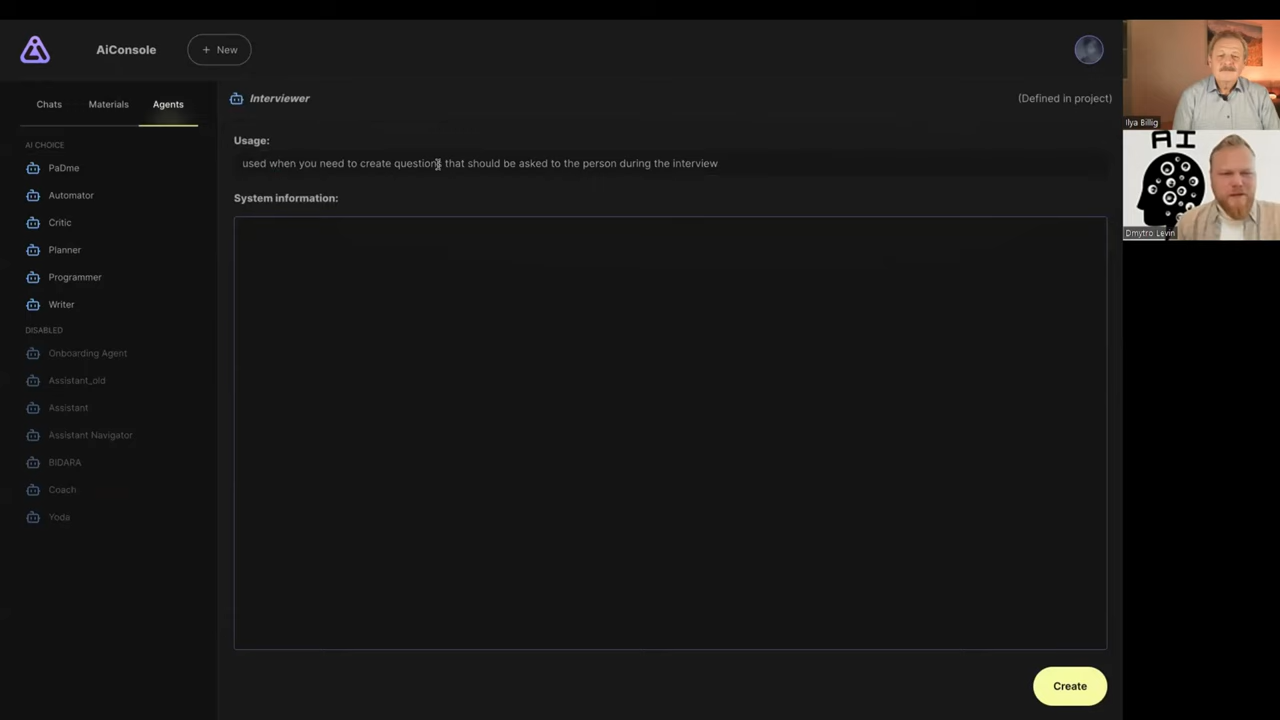 AiConsole
+ New
Chats
Materials
Agents
Interviewer
(Defined in project)
Usage:
used when you need to create questions that should be asked to the person during the interview
System information:
AI CHOICE
PaDme
Automator
Critic
Planner
Programmer
Writer
DISABLED
Onboarding Agent
Assistant_old
Assistant
Assistant Navigator
BIDARA
Coach
Yoda
Create
Ilya Billig
AI
Dmytro Levin